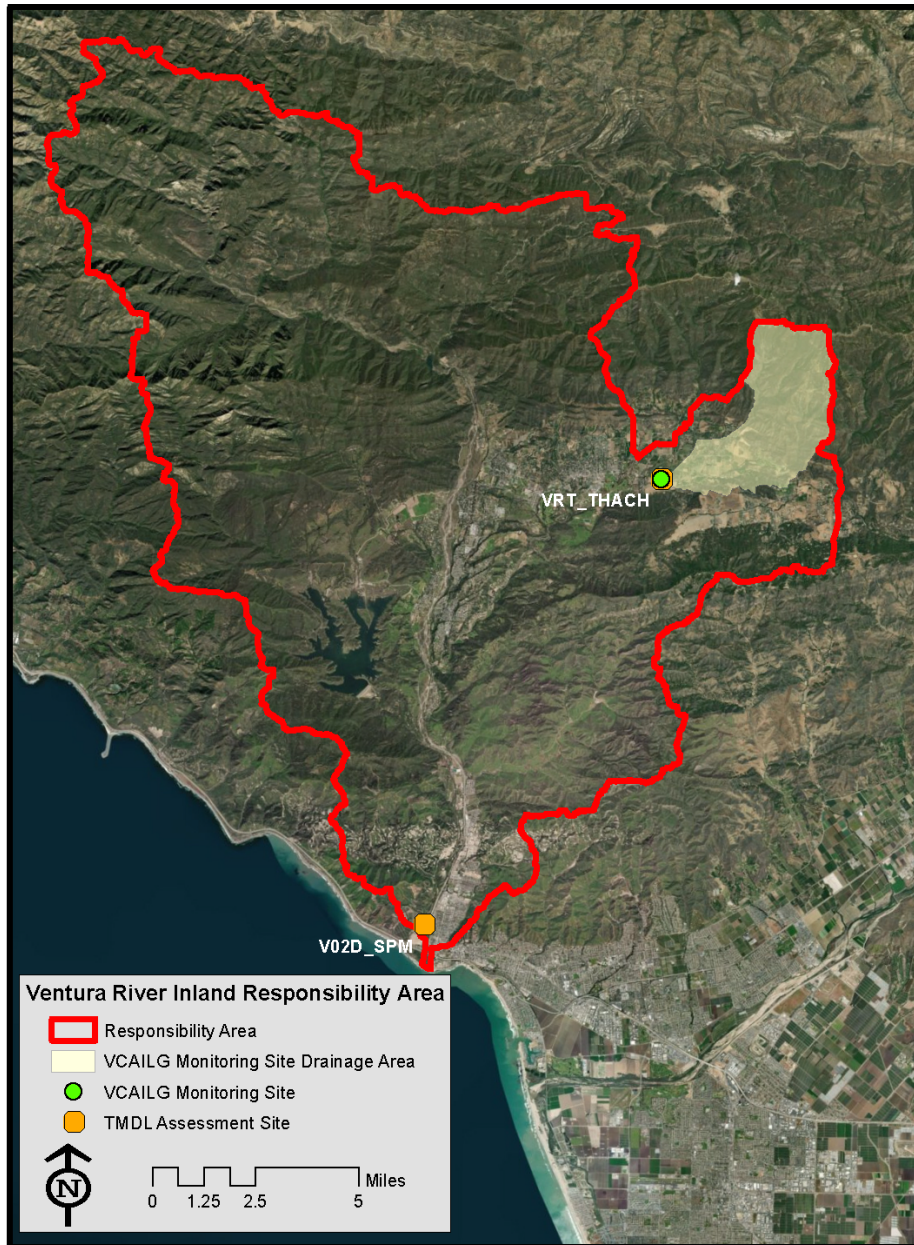 VRT_THACH
V02D_SPM
Ventura River Inland Responsibility Area
Responsibility Area
VCAILG Monitoring Site Drainage Area
VCAILG Monitoring Site
TMDL Assessment Site
N
Miles
0 1.25 2.5 5